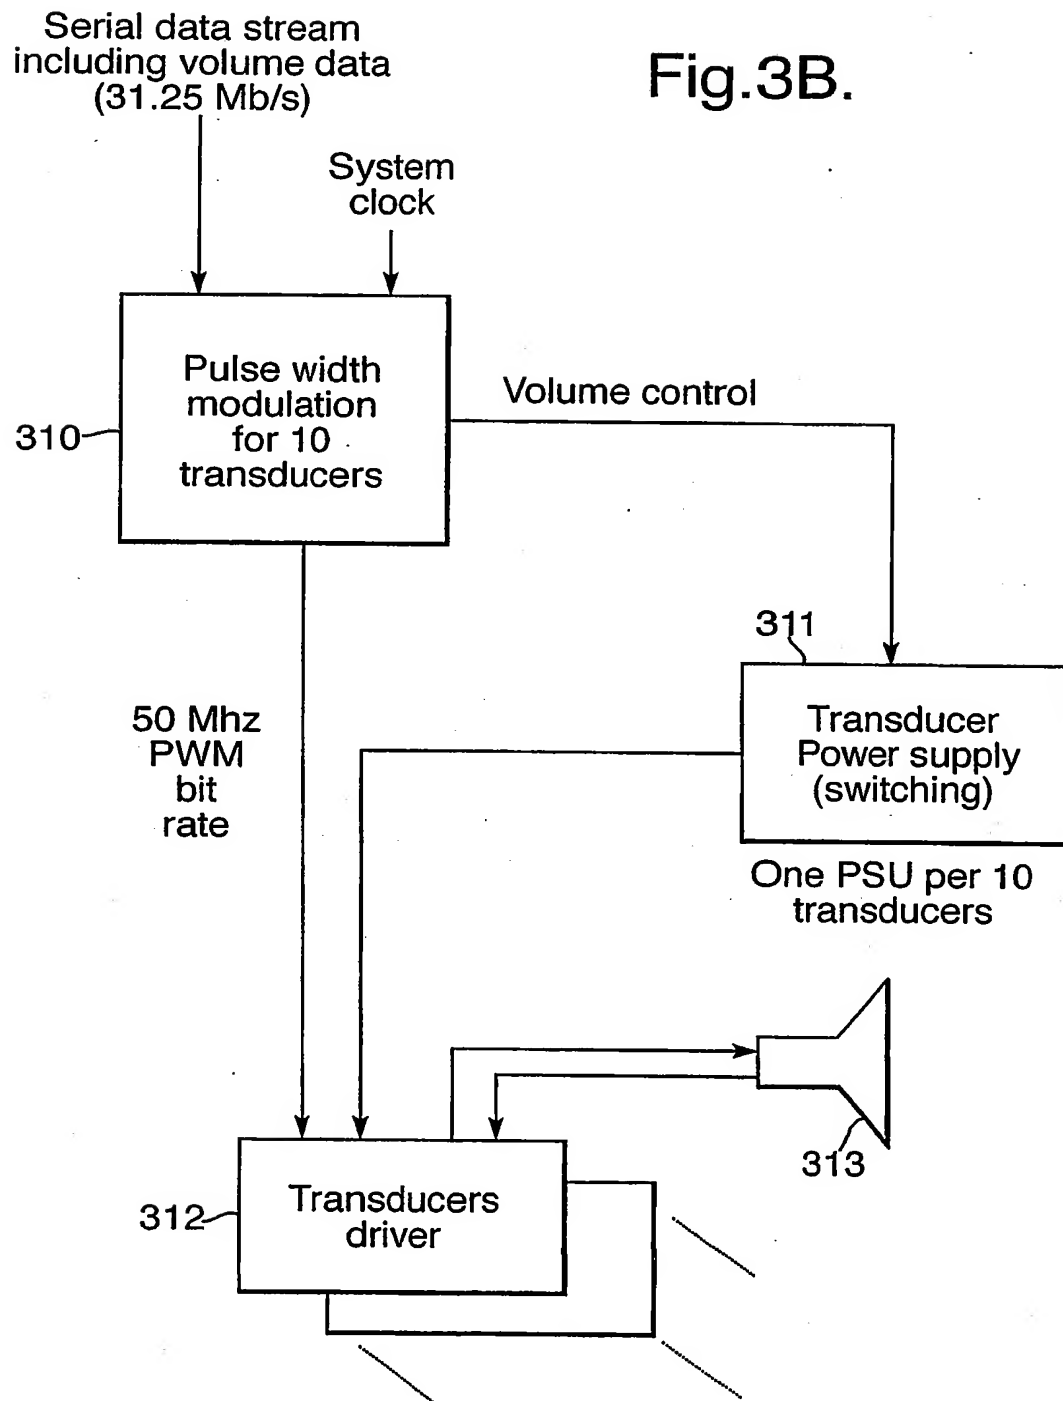 Serial data stream
including volume data
(31.25 Mb/s)
Fig.3B.
System
clock
Pulse width
modulation
for 10
transducers
310
Volume control
311
Transducer
Power supply
(switching)
One PSU per 10
transducers
50 Mhz
PWM
bit
rate
313
312
Transducers
driver